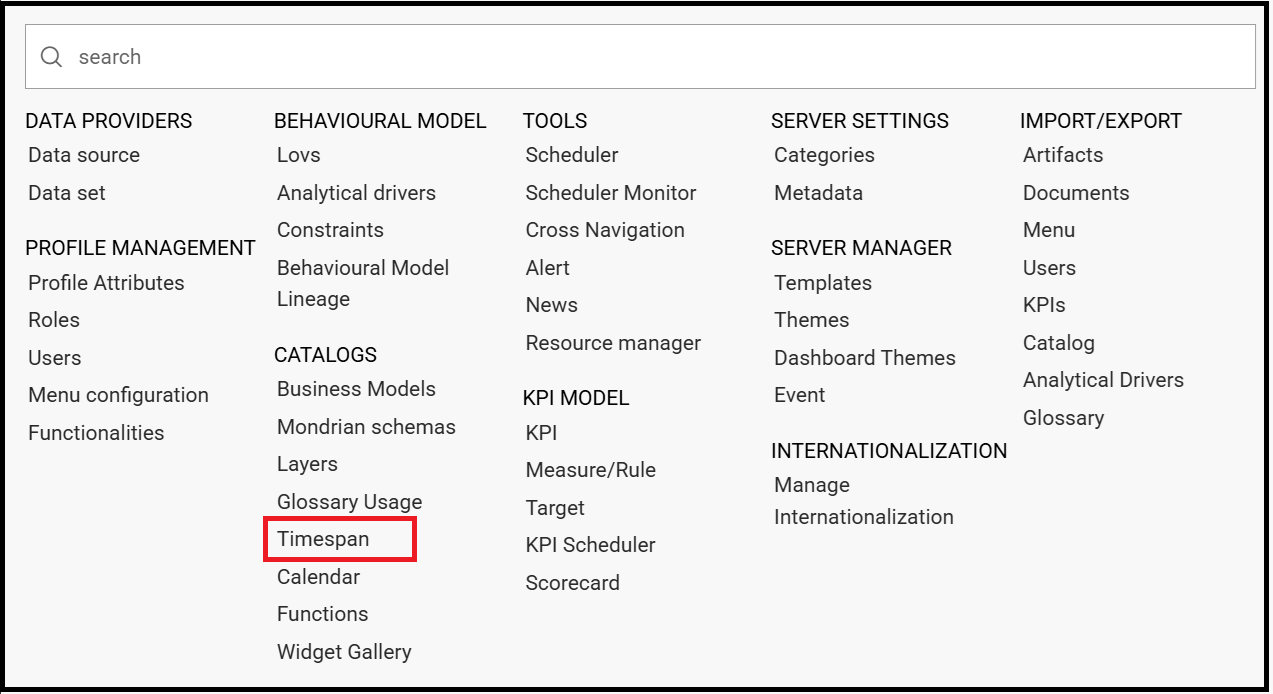 search
DATA PROVIDERS
Data source
Data set
PROFILE MANAGEMENT
Profile Attributes
Roles
Users
Menu configuration
Functionalities
BEHAVIOURAL MODEL
Lovs
Analytical drivers
Constraints
Behavioural Model
Lineage
CATALOGS
Business Models
Mondrian schemas
Layers
Glossary Usage
Timespan
Calendar
Functions
Widget Gallery
TOOLS
Scheduler
Scheduler Monitor
Cross Navigation
Alert
News
Resource manager
KPI MODEL
KPI
Measure/Rule
Target
KPI Scheduler
Scorecard
SERVER SETTINGS
Categories
Metadata
SERVER MANAGER
Templates
Themes
Dashboard Themes
Event
INTERNATIONALIZATION
Manage
Internationalization
IMPORT/EXPORT
Artifacts
Documents
Menu
Users
KPIs
Catalog
Analytical Drivers
Glossary